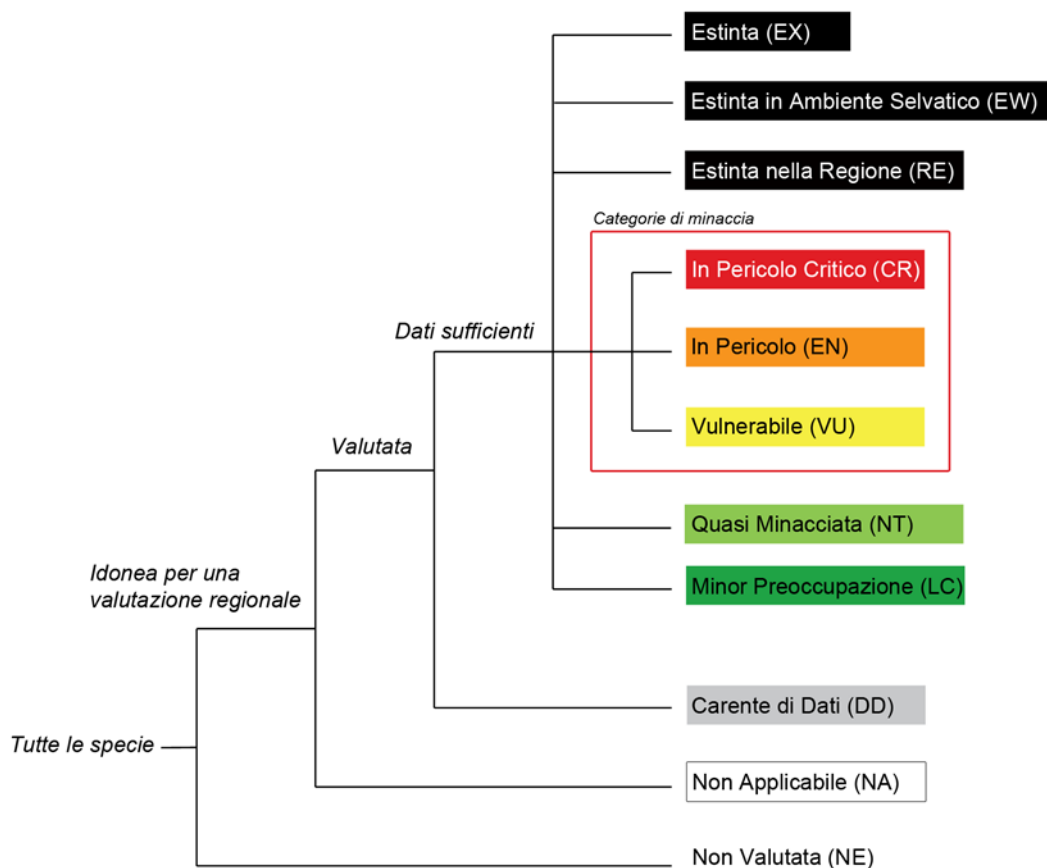 Estinta (EX)
Estinta in Ambiente Selvatico (EW)
Estinta nella Regione (RE)
Categorie di minaccia
In Pericolo Critico (CR)
Dati sufficienti
In Pericolo (EN)
Vulnerabile (VU)
Valutata
Quasi Minacciata (NT)
Idonea per una
valutazione regionale
Minor Preoccupazione (LC)
Carente di Dati (DD)
Tutte le specie
Non Applicabile (NA)
Non Valutata (NE)